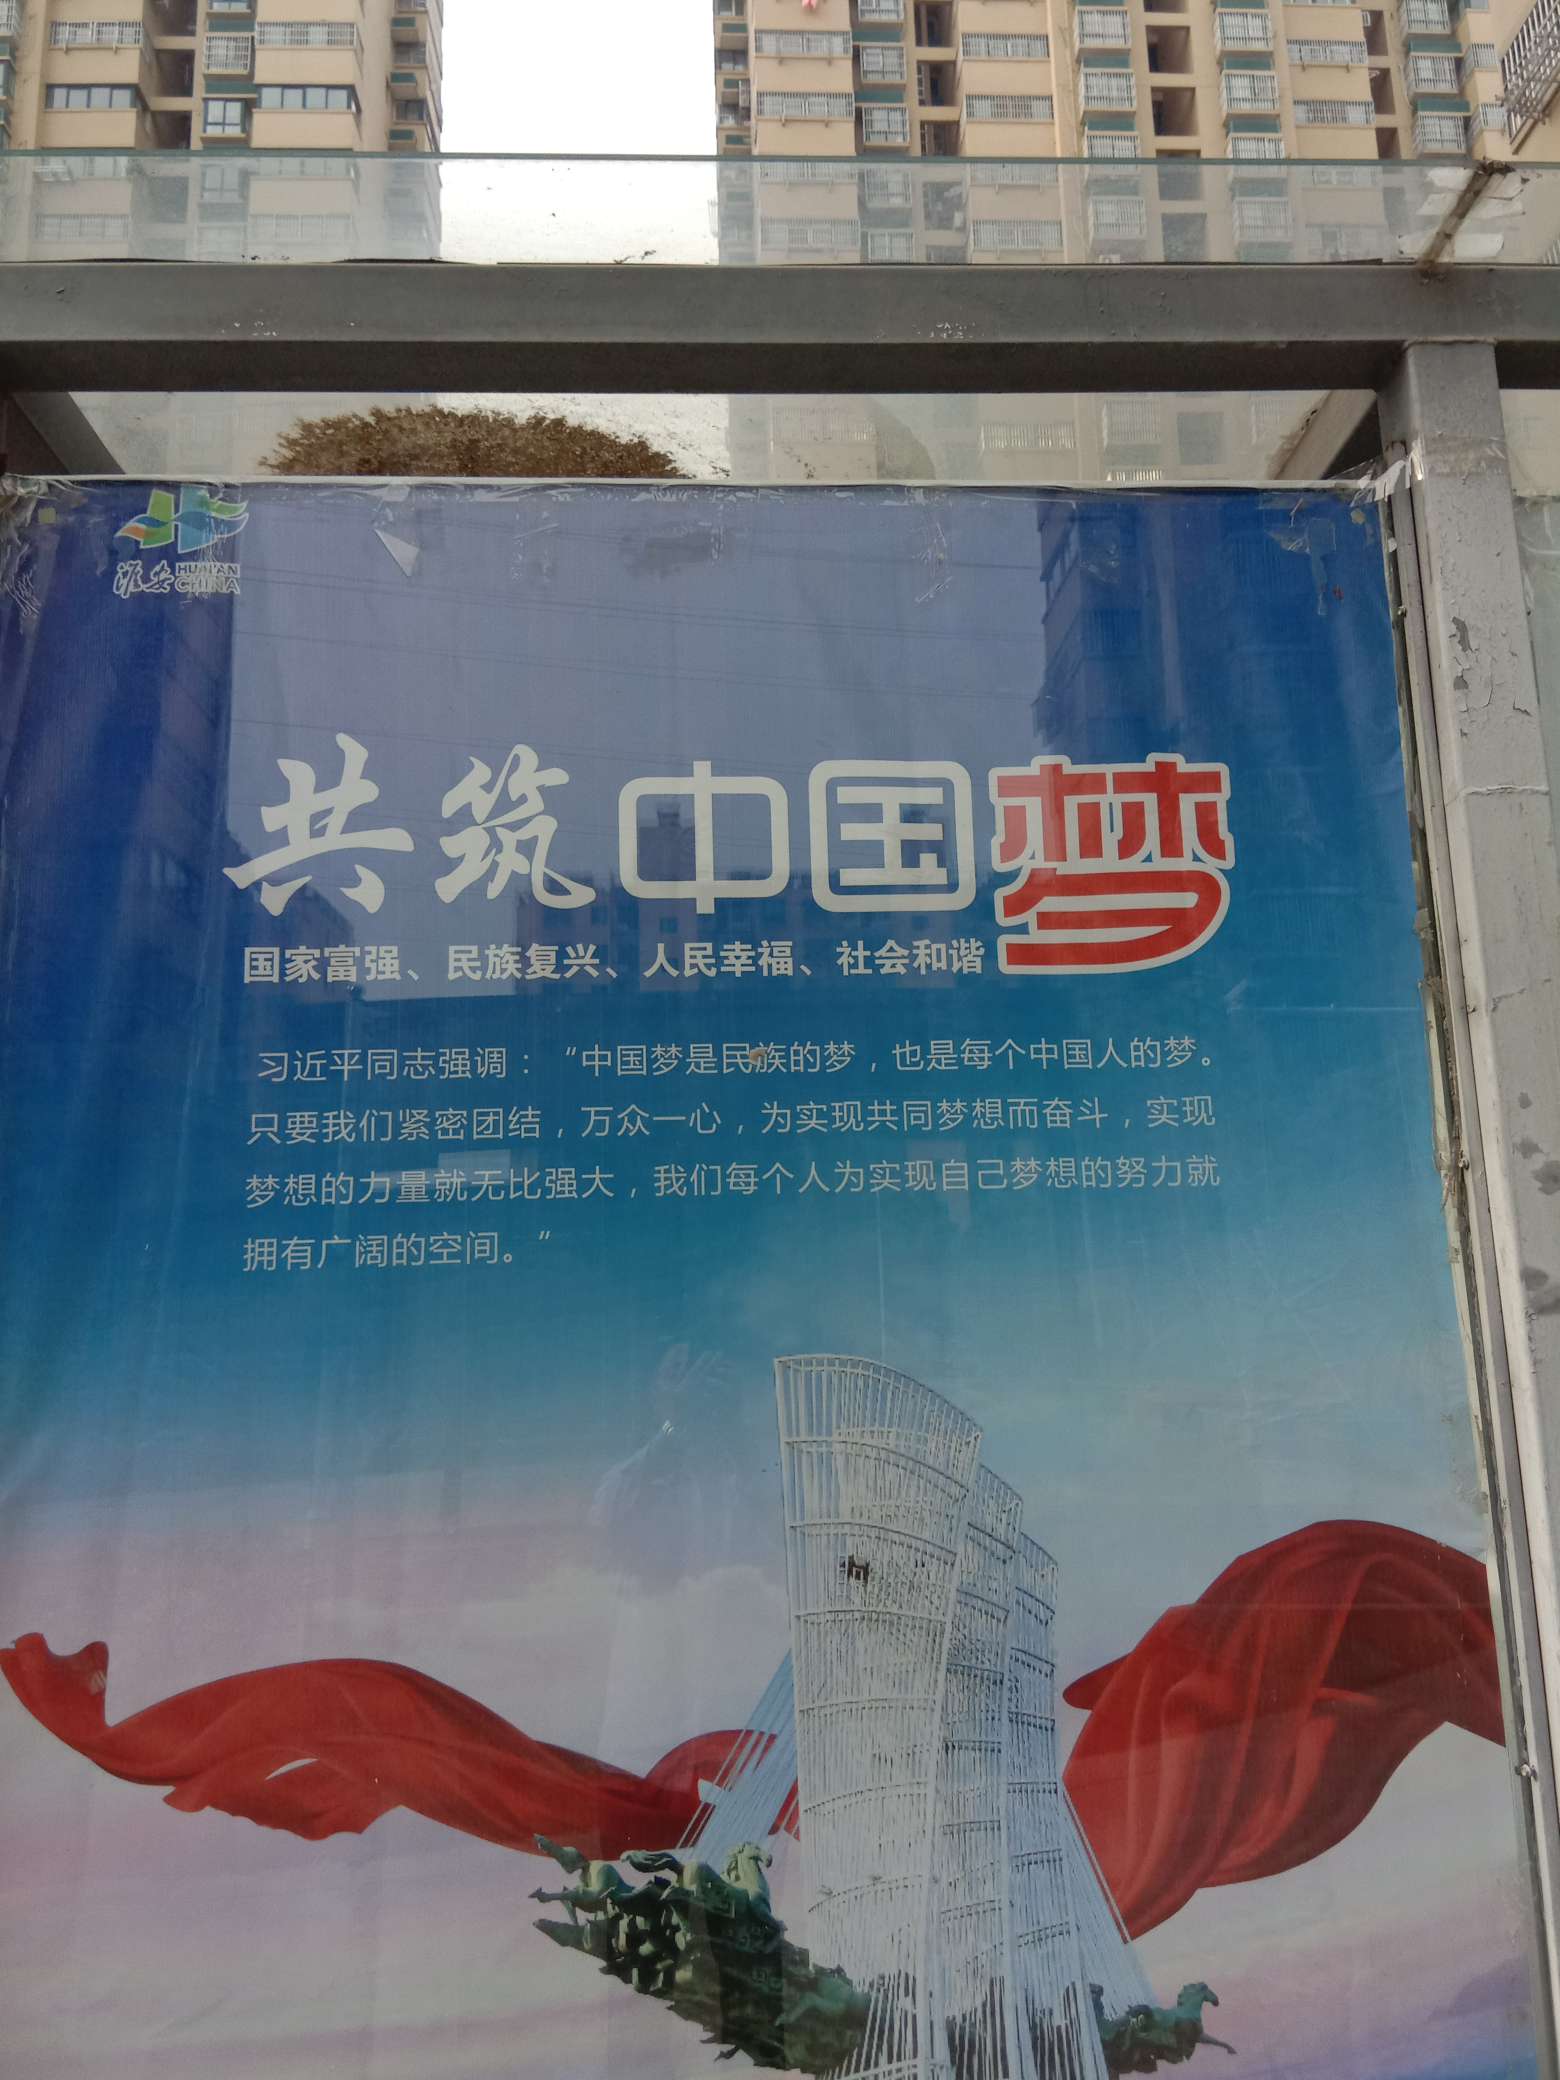 淮安 HUAI'AN
CHINA
共筑中国梦
国家富强、民族复兴、人民幸福、社会和谐
习近平同志强调：“中国梦是民族的梦，也是每个中国人的梦。
只要我们紧密团结，万众一心，为实现共同梦想而奋斗，实现
梦想的力量就无比强大，我们每个人为实现自己梦想的努力就
拥有广阔的空间。”